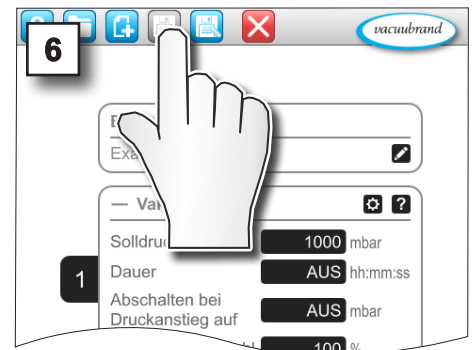 6
vacuubrand
Exa
— Va
Solldru
1000 mbar
1
Dauer AUS hh:mm:ss
Abschalten bei
Druckanstieg auf AUS mbar
100 %